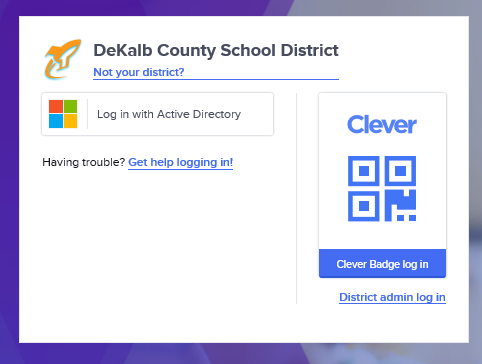 DeKalb County School District
Not your district?
Log in with Active Directory
Having trouble? Get help logging in!
Clever
Clever Badge log in
District admin log in